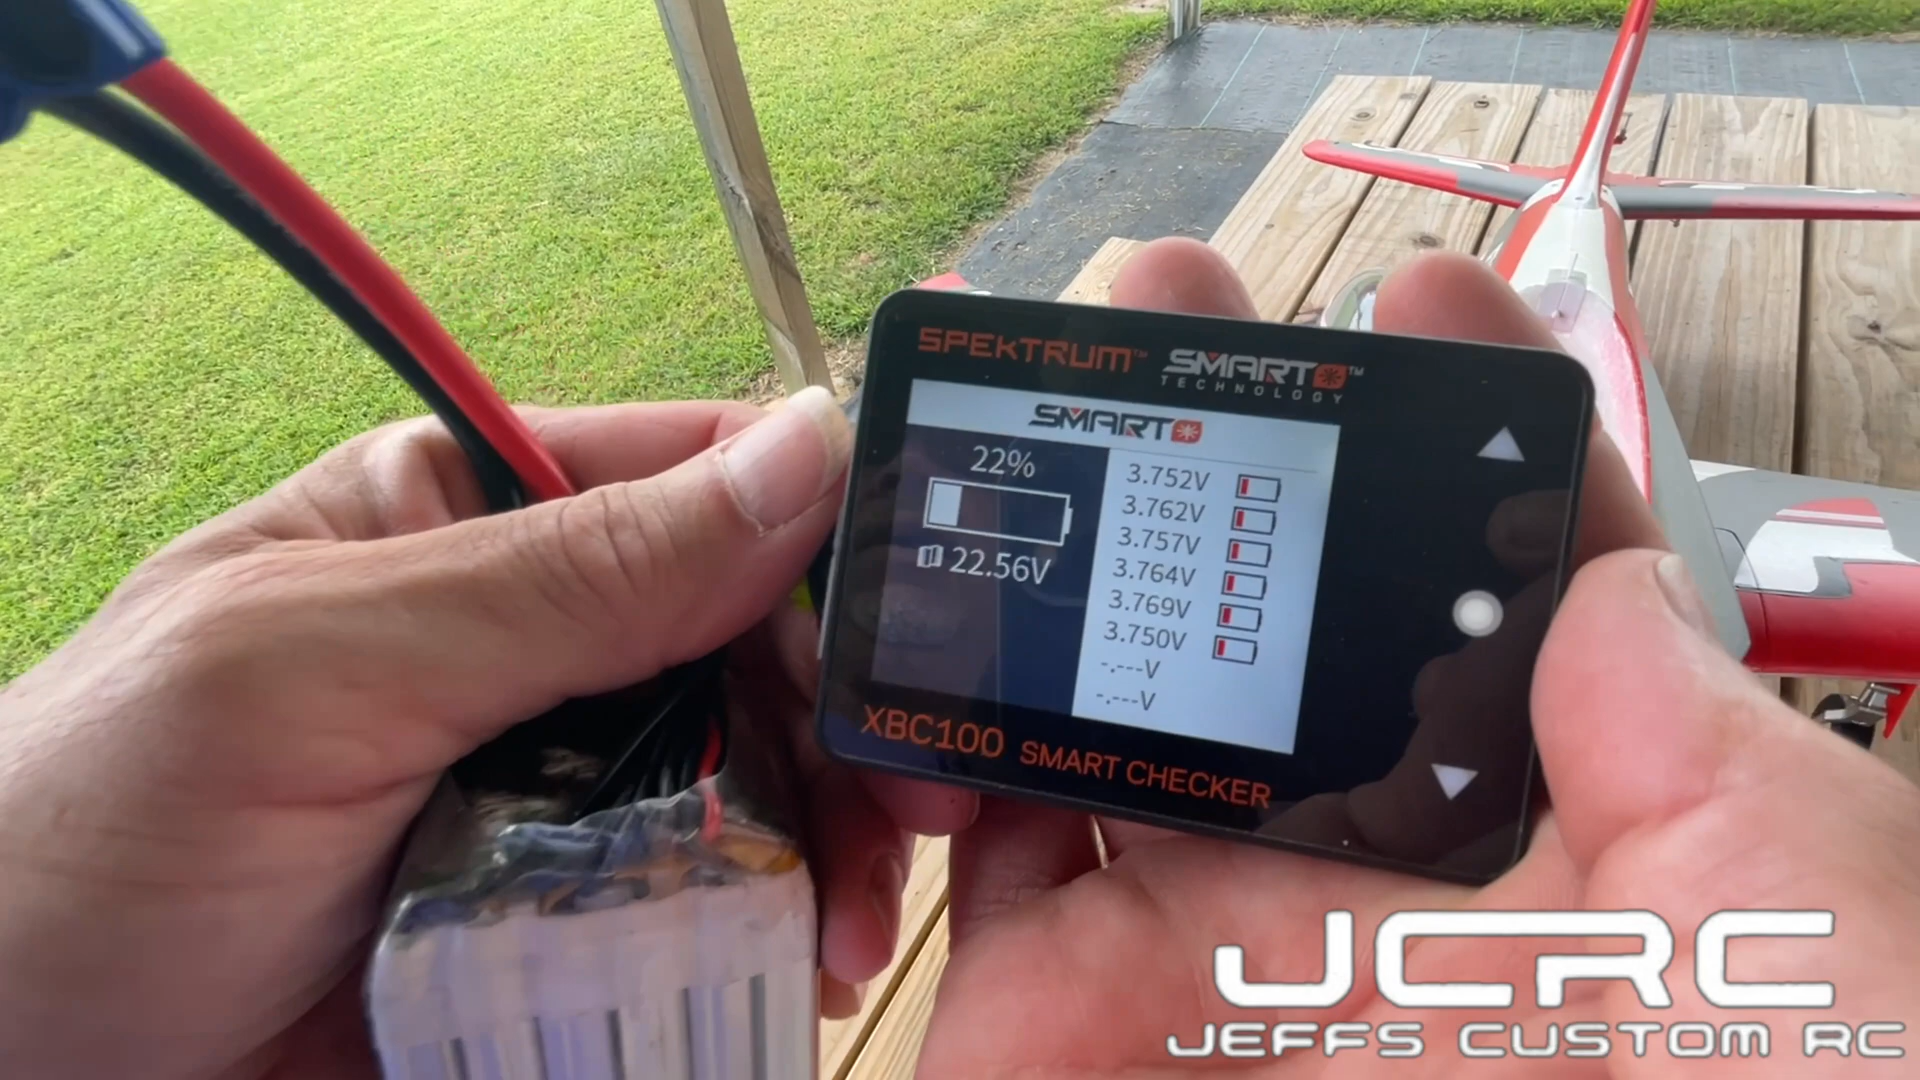 SPEKTRUM™ SMART™
TECHNOLOGY
SMART
22%
22.56V
3.752V
3.762V
3.757V
3.764V
3.769V
3.750V
-.---V
-.---V
XBC100 SMART CHECKER
JCRC
JEFFS CUSTOM RC